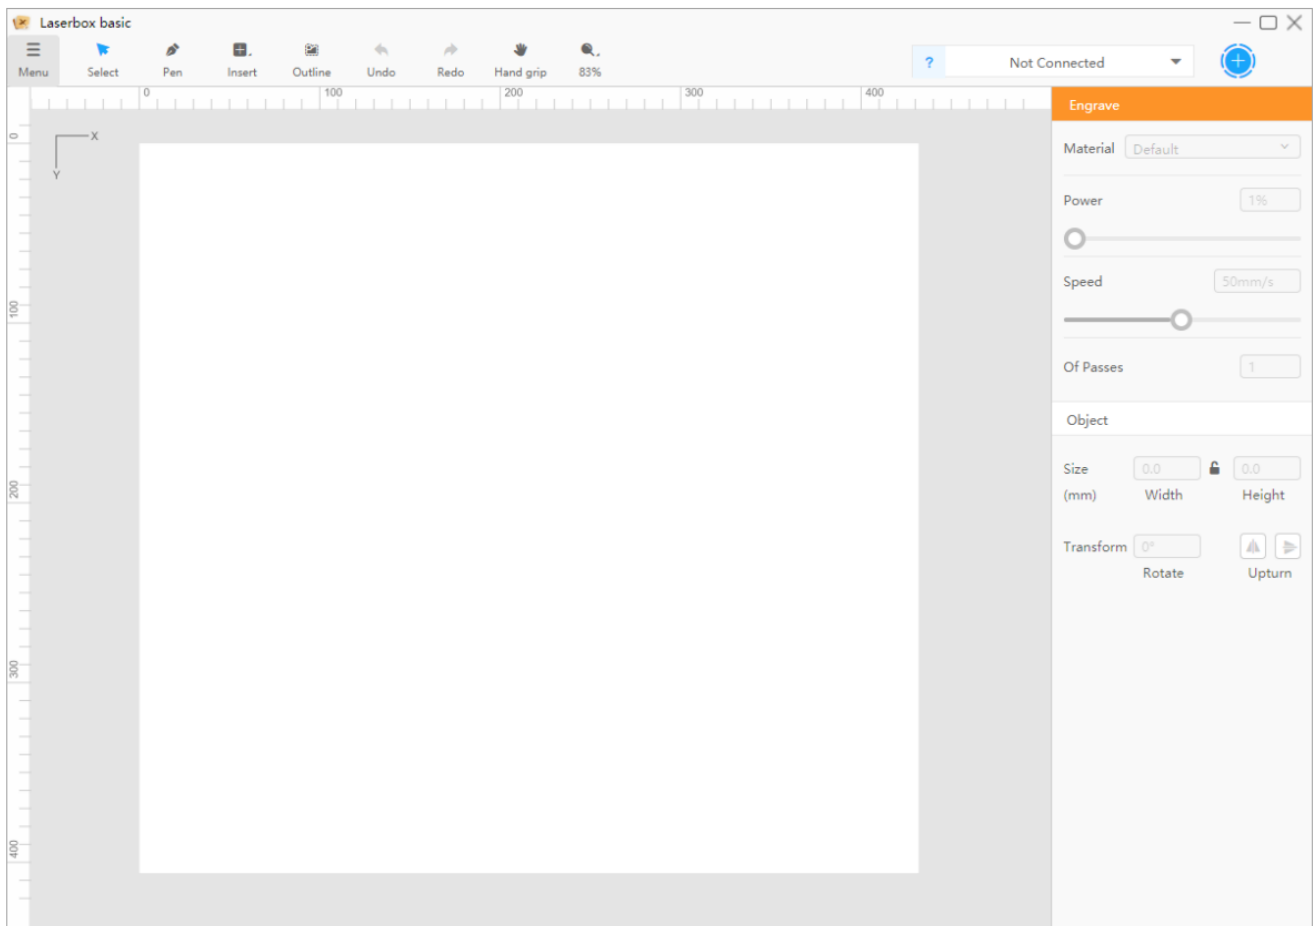 Laserbox basic
Menu Select Pen Insert Outline Undo Redo Hand grip 83%
? Not Connected
0 100 200 300 400
X
Y
0
100
200
300
400
Engrave
Material Default
Power 1%
Speed 50mm/s
Of Passes 1
Object
Size 0.0 0.0
(mm) Width Height
Transform 0°
Rotate Upturn